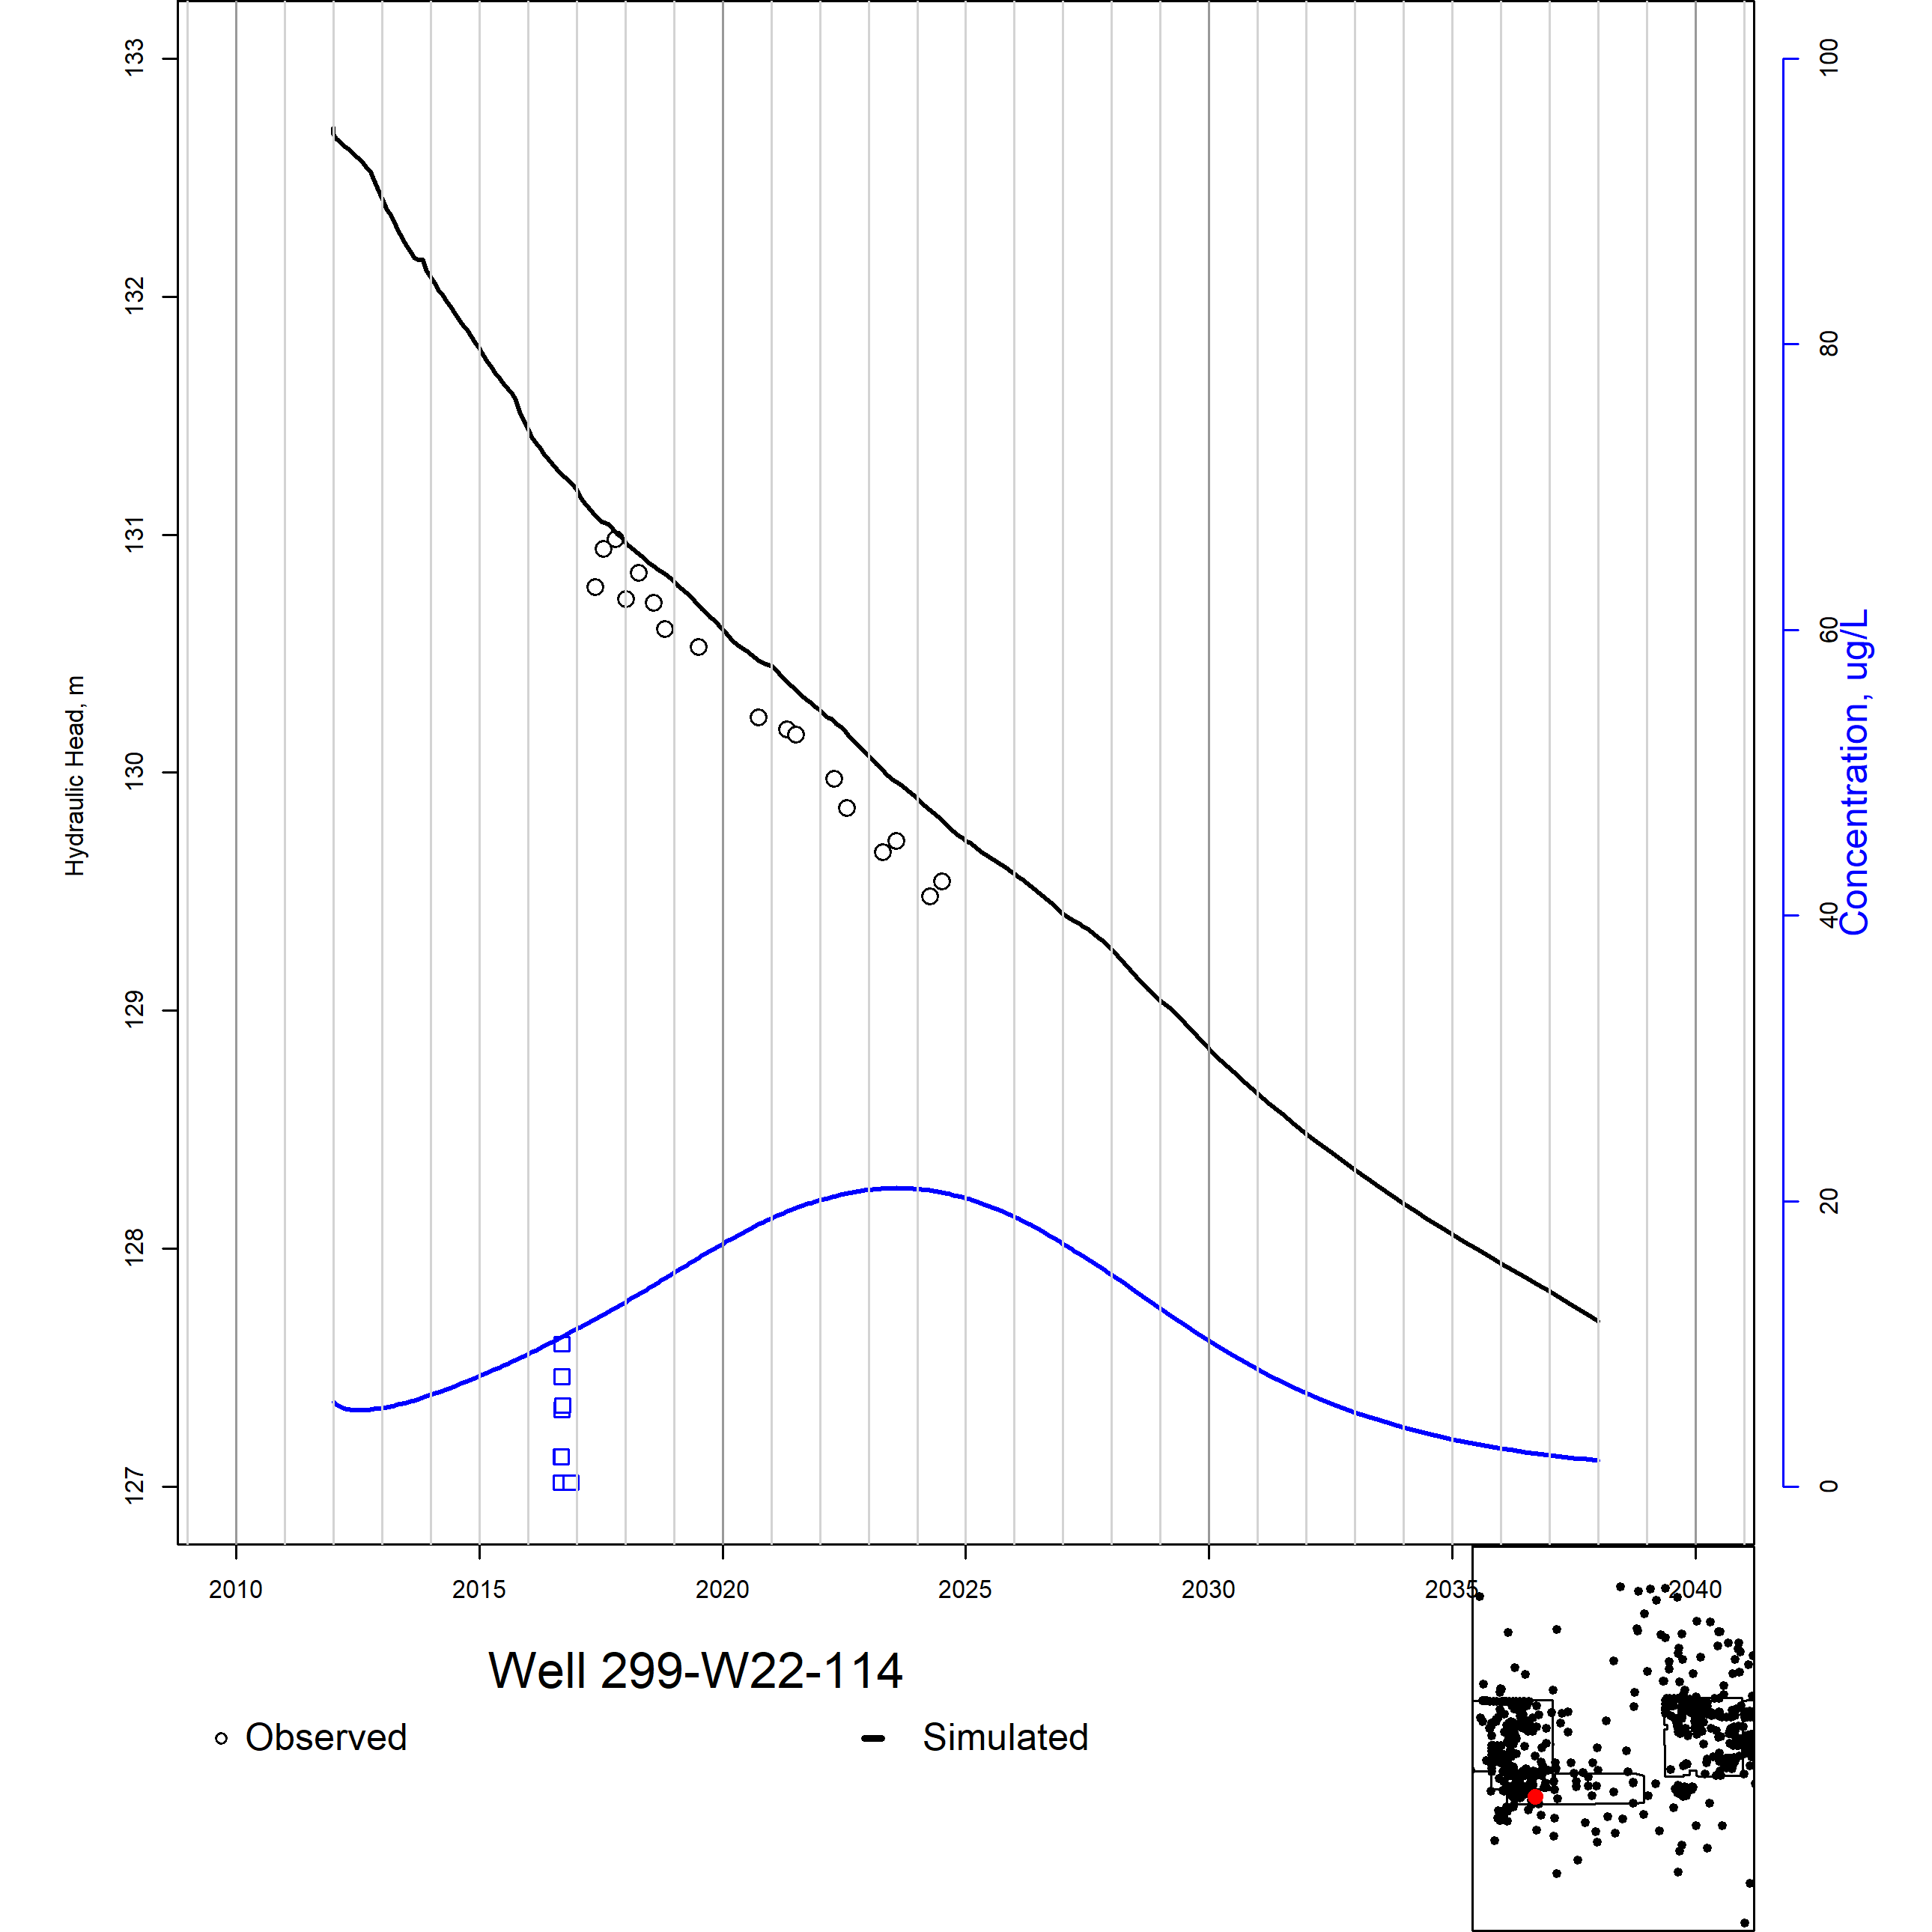 133
132
131
130
129
128
127
Hydraulic Head, m
100
80
60
40
20
0
Concentration, ug/L
2010 2015 2020 2025 2030 2035 2040
Well 299-W22-114
Observed Simulated